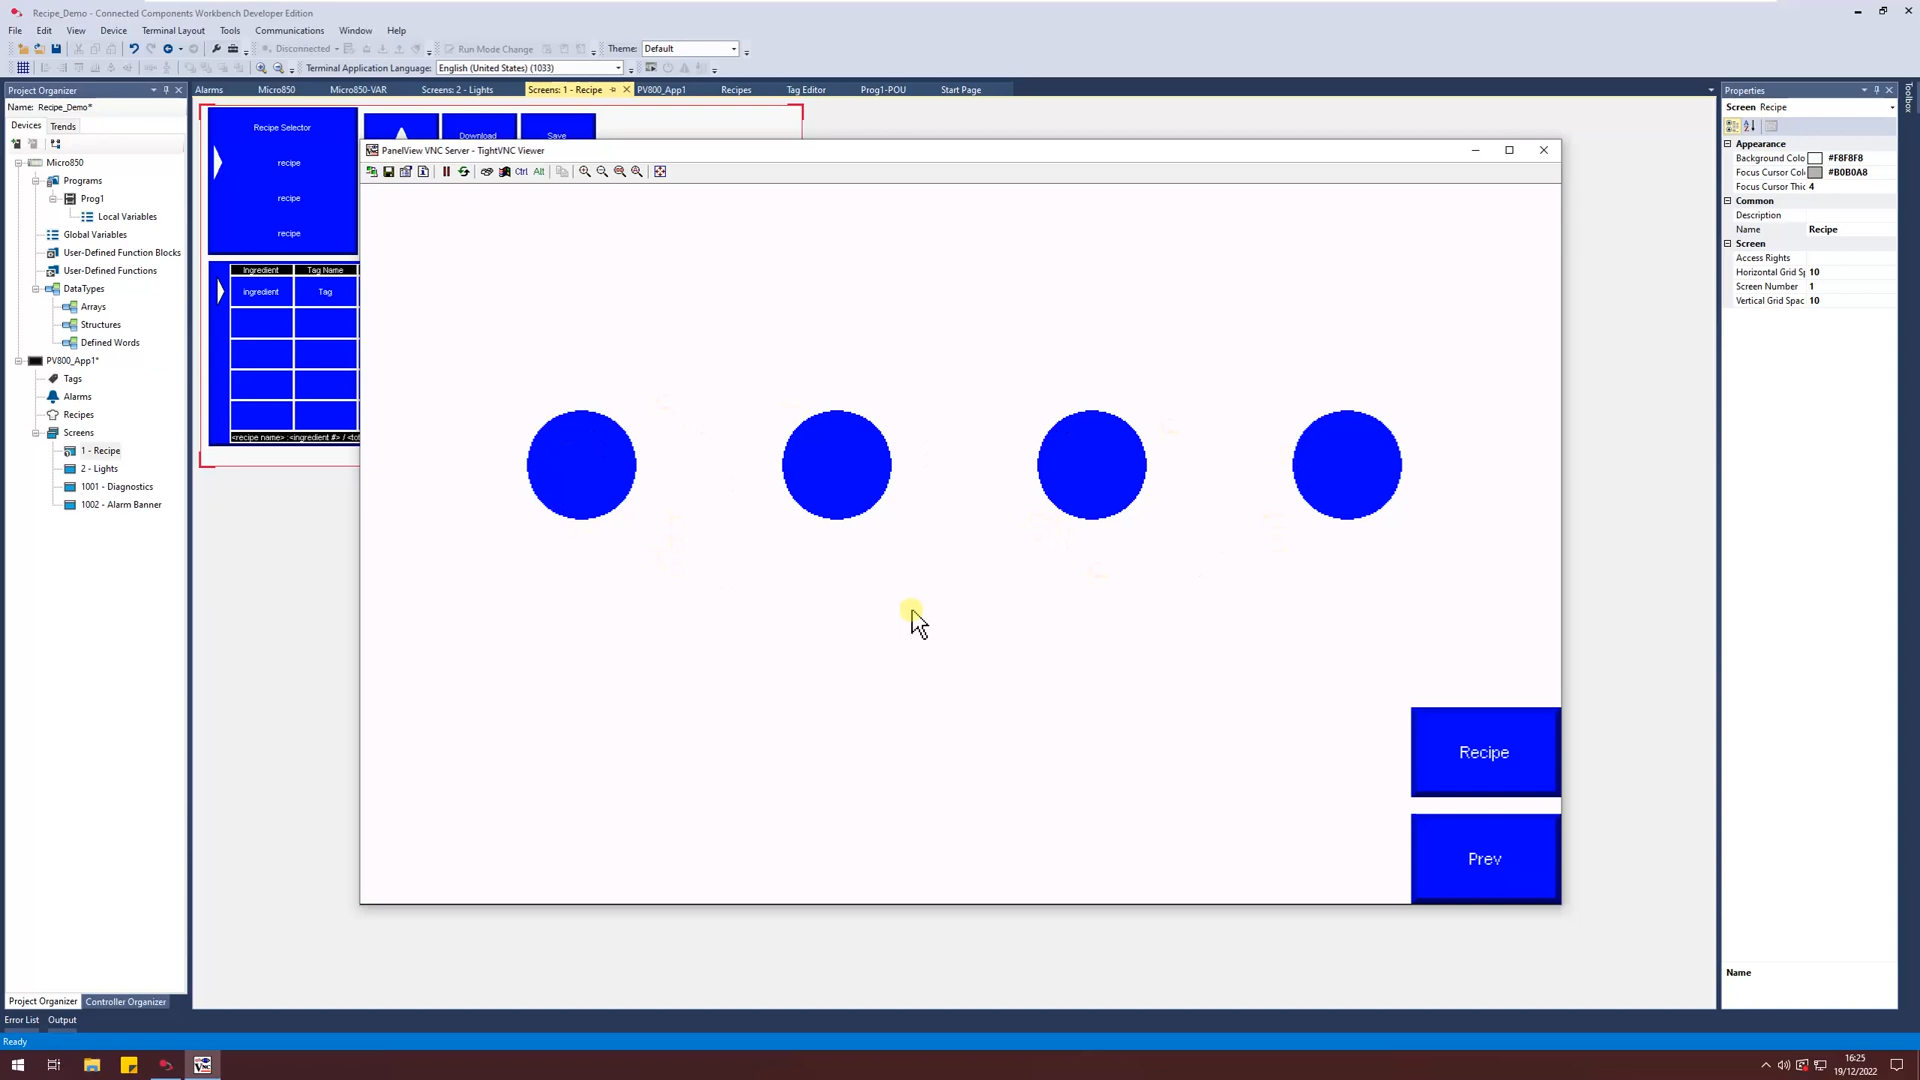 Recipe_Demo - Connected Components Workbench Developer Edition
File Edit View Device Terminal Layout Tools Communications Window Help
Disconnected Run Mode Change Theme: Default
Terminal Application Language: English (United States) (1033)
Project Organizer
Alarms Micro850 Micro850-VAR Screens: 2 - Lights Screens: 1 - Recipe PV800_App1 Recipes Tag Editor Prog1-POU Start Page
Properties
Toolbox
Name: Recipe_Demo*
Screen Recipe
Devices Trends
Micro850
Programs
Prog1
Local Variables
Global Variables
User-Defined Function Blocks
User-Defined Functions
DataTypes
Arrays
Structures
Defined Words
PV800_App1*
Tags
Alarms
Recipes
Screens
1 - Recipe
2 - Lights
1001 - Diagnostics
1002 - Alarm Banner
Recipe Selector
recipe
recipe
recipe
Download Save
Ingredient Tag Name
ingredient Tag
<recipe name> :<ingredient #> / <tot
PanelView VNC Server - TightVNC Viewer
Ctrl Alt
Recipe
Prev
Appearance
Background Colo #F8F8F8
Focus Cursor Colo #B0B0A8
Focus Cursor Thic 4
Common
Description
Name Recipe
Screen
Access Rights
Horizontal Grid Sp 10
Screen Number 1
Vertical Grid Spac 10
Name
Project Organizer Controller Organizer
Error List Output
Ready
16:25
19/12/2022